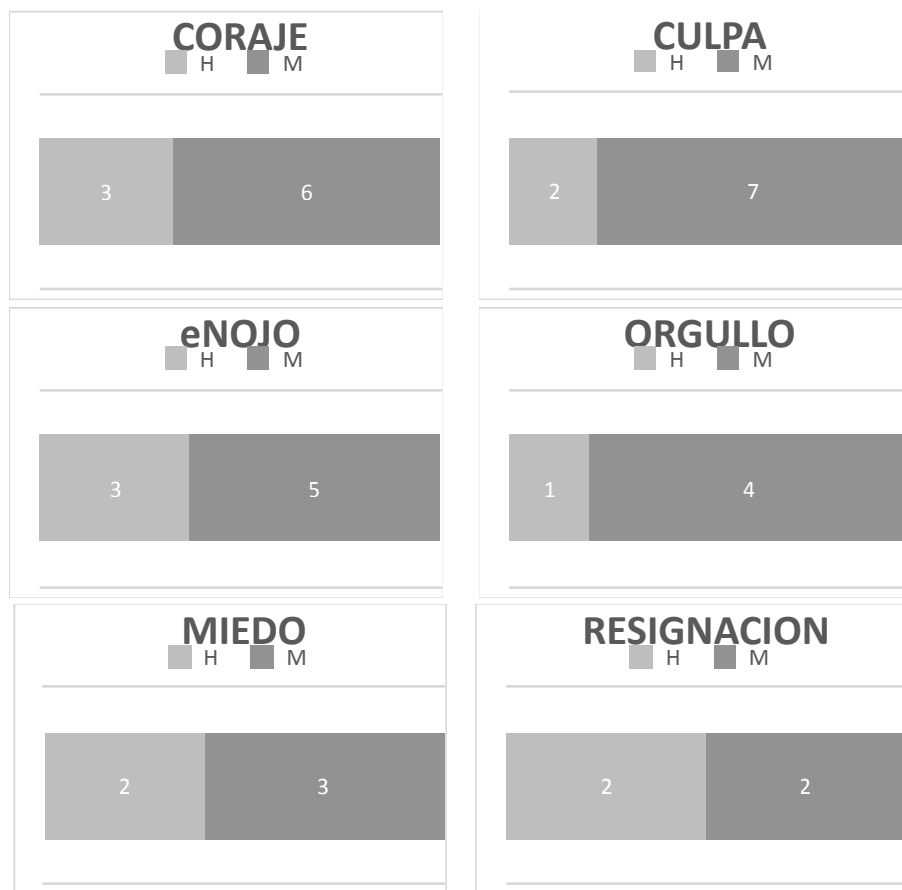 CORAJE
H M
3 6
CULPA
H M
2 7
eNOJO
H M
3 5
ORGULLO
H M
1 4
MIEDO
H M
2 3
RESIGNACION
H M
2 2